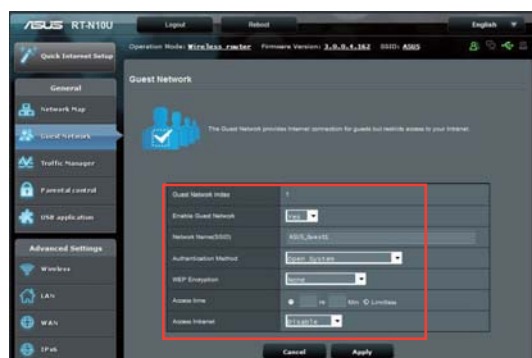 ASUS RT-N10U
Logout
Reboot
English
Operation Mode: Wireless router Firmware Version: 3.0.0.4.162 SSID: ASUS
Quick Internet Setup
General
Network Map
Guest Network
Traffic Manager
Parental control
USB application
Advanced Settings
Wireless
LAN
WAN
IPv6
Guest Network
The Guest Network provides Internet connection for guests but restricts access to your Intranet.
Guest Network Index 1
Enable Guest Network Yes
Network Name(SSID) ASUS_Guest1
Authentication Method Open System
WEP Encryption None
Access time Hr Min Limitless
Access Intranet Disable
Cancel
Apply